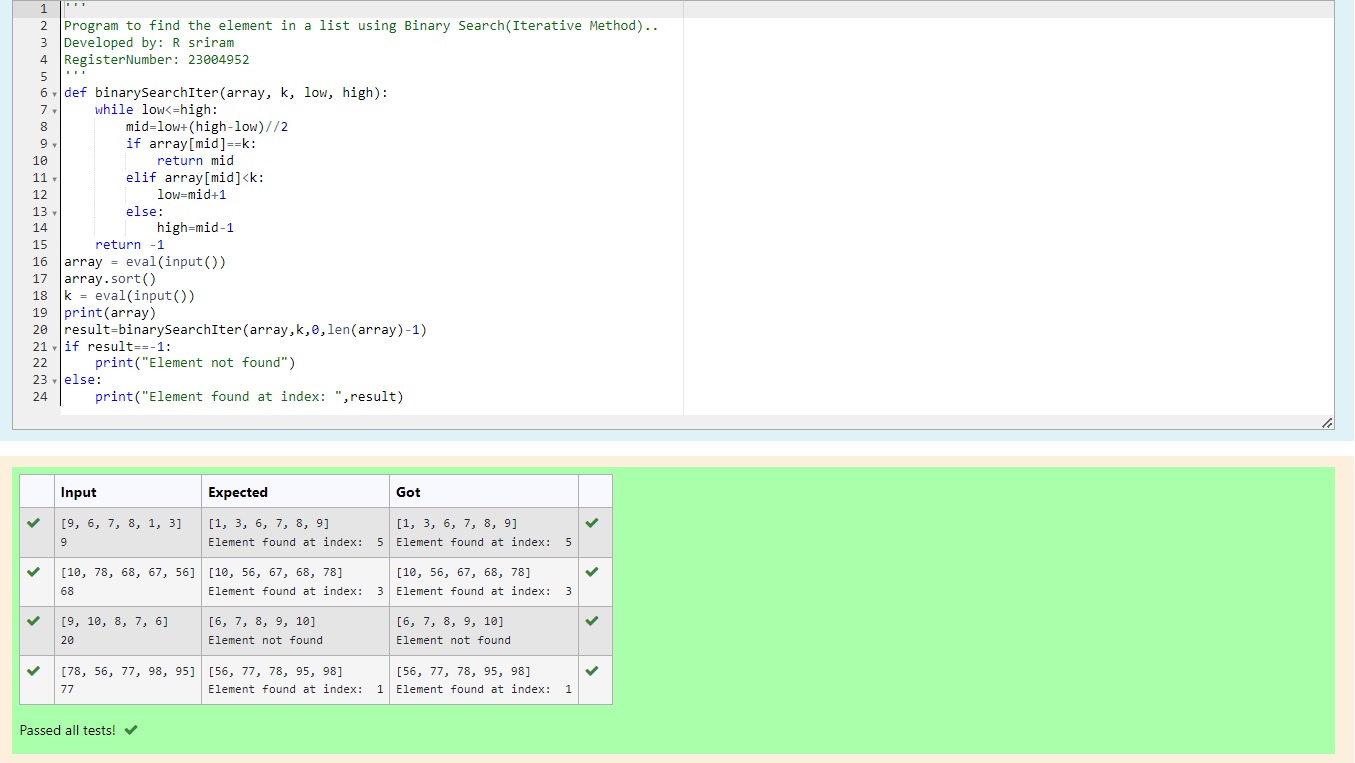 1 '''
2 Program to find the element in a list using Binary Search(Iterative Method)..
3 Developed by: R sriram
4 RegisterNumber: 23004952
5 '''
6 def binarySearchIter(array, k, low, high):
7     while low<=high:
8         mid=low+(high-low)//2
9         if array[mid]==k:
10             return mid
11         elif array[mid]<k:
12             low=mid+1
13         else:
14             high=mid-1
15     return -1
16 array = eval(input())
17 array.sort()
18 k = eval(input())
19 print(array)
20 result=binarySearchIter(array,k,0,len(array)-1)
21 if result==-1:
22     print("Element not found")
23 else:
24     print("Element found at index: ",result)
Input Expected Got
[9, 6, 7, 8, 1, 3] [1, 3, 6, 7, 8, 9] [1, 3, 6, 7, 8, 9]
9 Element found at index:  5 Element found at index:  5
[10, 78, 68, 67, 56] [10, 56, 67, 68, 78] [10, 56, 67, 68, 78]
68 Element found at index:  3 Element found at index:  3
[9, 10, 8, 7, 6] [6, 7, 8, 9, 10] [6, 7, 8, 9, 10]
20 Element not found Element not found
[78, 56, 77, 98, 95] [56, 77, 78, 95, 98] [56, 77, 78, 95, 98]
77 Element found at index:  1 Element found at index:  1
Passed all tests!